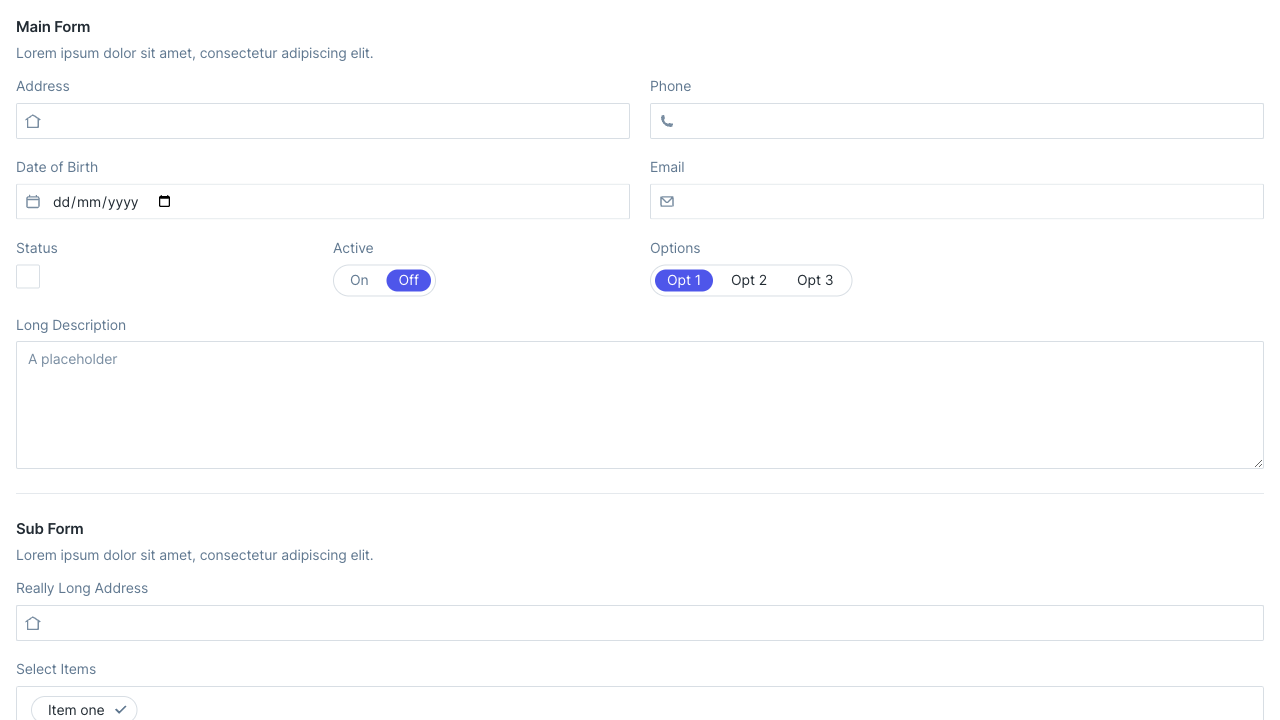 Main Form
Lorem ipsum dolor sit amet, consectetur adipiscing elit.
Address
Phone
Date of Birth
Email
dd/mm/yyyy
Status
Active
Options
On
Off
Opt 1
Opt 2
Opt 3
Long Description
A placeholder
Sub Form
Lorem ipsum dolor sit amet, consectetur adipiscing elit.
Really Long Address
Select Items
Item one